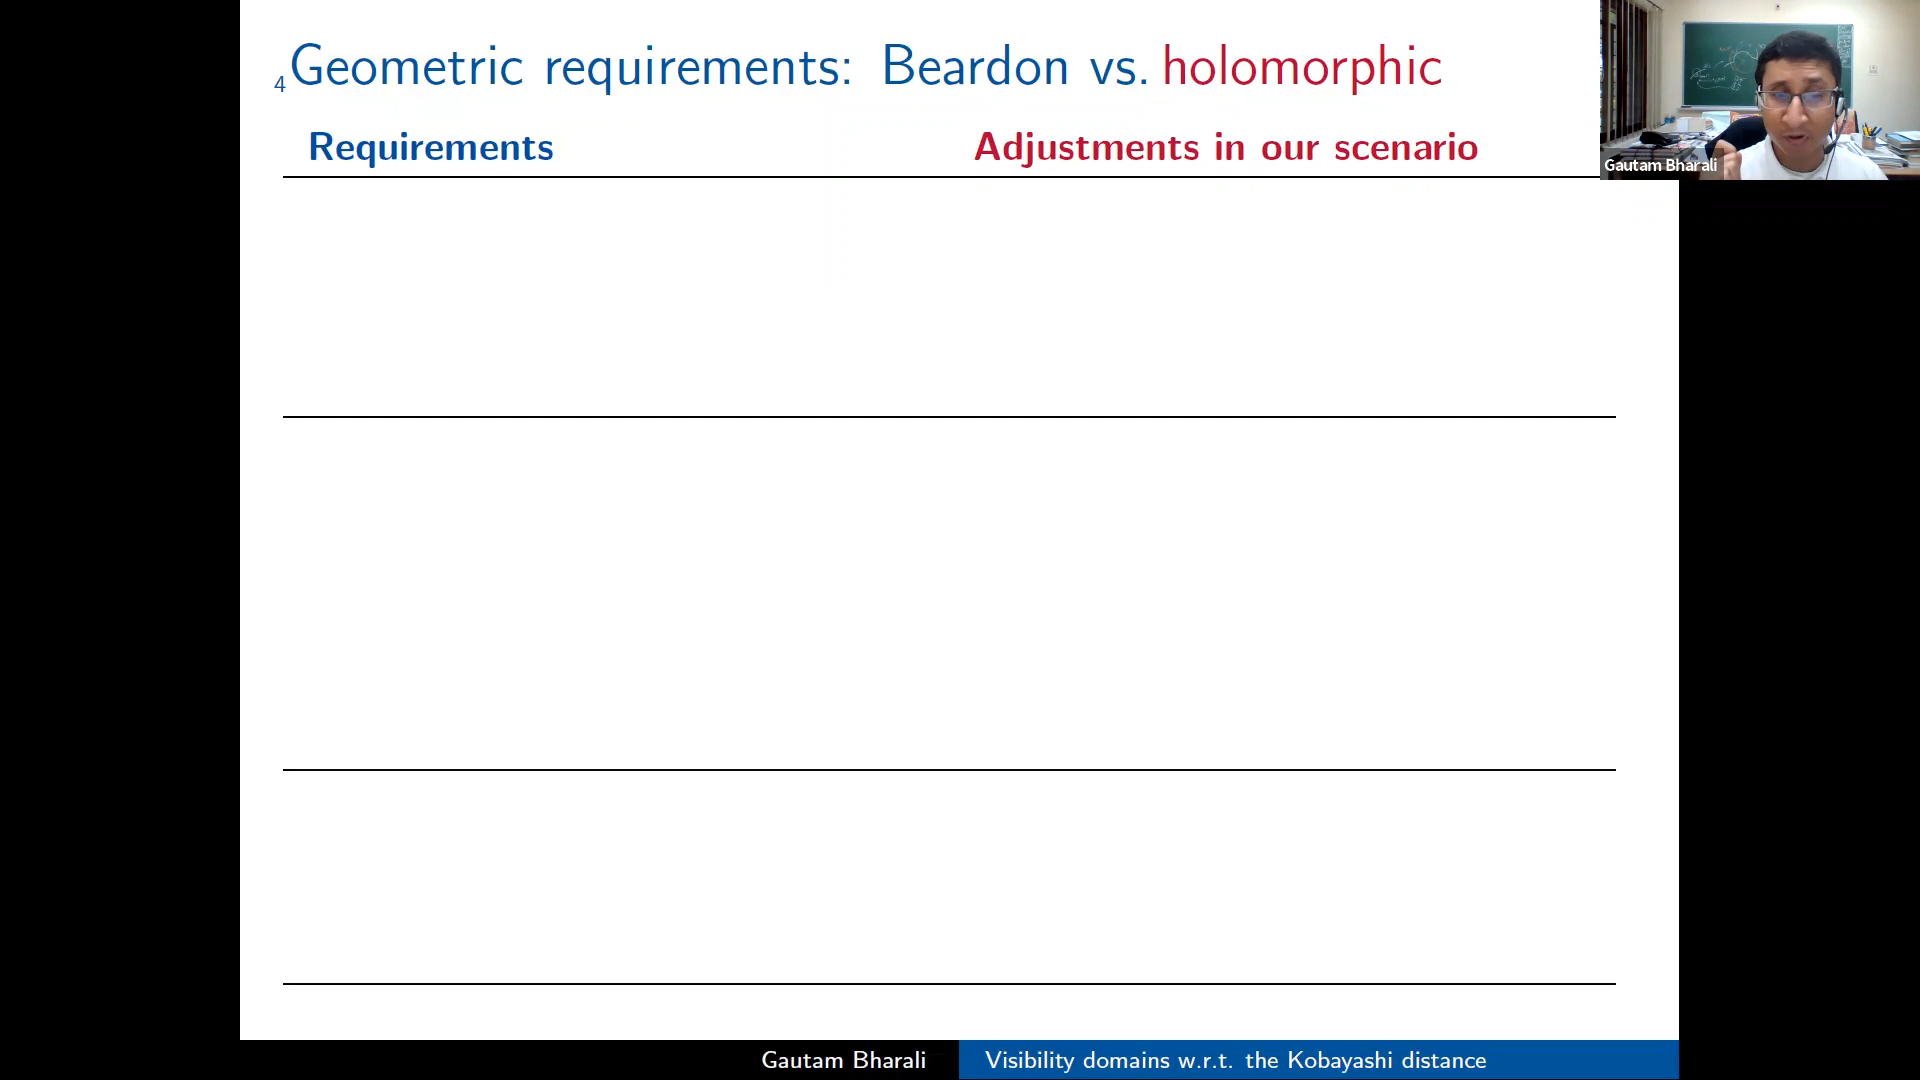 4 Geometric requirements: Beardon vs. holomorphic
Requirements Adjustments in our scenario
Gautam Bharali
Gautam Bharali Visibility domains w.r.t. the Kobayashi distance